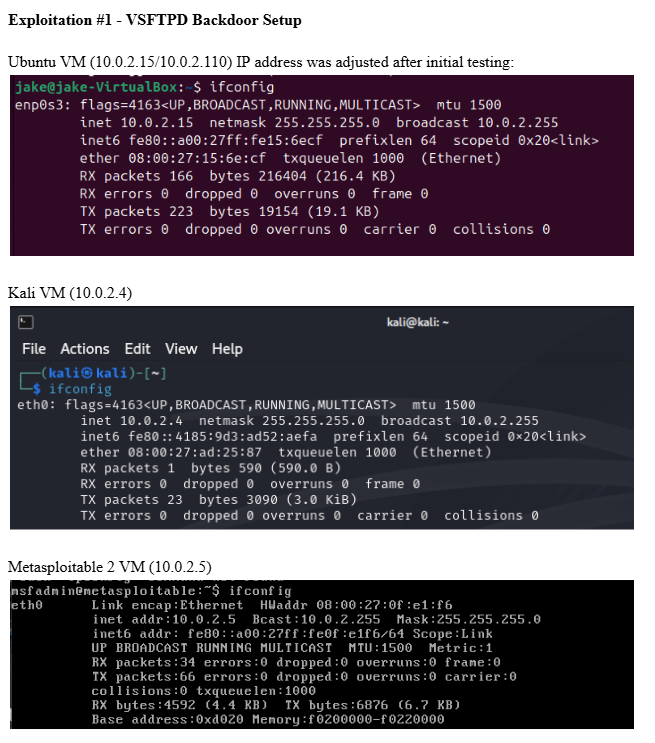 Exploitation #1 - VSFTPD Backdoor Setup
Ubuntu VM (10.0.2.15/10.0.2.110) IP address was adjusted after initial testing:
jake@jake-VirtualBox:~$ ifconfig
enp0s3: flags=4163<UP,BROADCAST,RUNNING,MULTICAST>  mtu 1500
inet 10.0.2.15  netmask 255.255.255.0  broadcast 10.0.2.255
inet6 fe80::a00:27ff:fe15:6ecf  prefixlen 64  scopeid 0x20<link>
ether 08:00:27:15:6e:cf  txqueuelen 1000  (Ethernet)
RX packets 166  bytes 216404 (216.4 KB)
RX errors 0  dropped 0  overruns 0  frame 0
TX packets 223  bytes 19154 (19.1 KB)
TX errors 0  dropped 0 overruns 0  carrier 0  collisions 0
Kali VM (10.0.2.4)
kali@kali: ~
File Actions Edit View Help
┌──(kali㉿kali)-[~]
└─$ ifconfig
eth0: flags=4163<UP,BROADCAST,RUNNING,MULTICAST>  mtu 1500
inet 10.0.2.4  netmask 255.255.255.0  broadcast 10.0.2.255
inet6 fe80::4185:9d3:ad52:aefa  prefixlen 64  scopeid 0×20<link>
ether 08:00:27:ad:25:87  txqueuelen 1000  (Ethernet)
RX packets 1  bytes 590 (590.0 B)
RX errors 0  dropped 0  overruns 0  frame 0
TX packets 23  bytes 3090 (3.0 KiB)
TX errors 0  dropped 0 overruns 0  carrier 0  collisions 0
Metasploitable 2 VM (10.0.2.5)
msfadmin@metasploitable:~$ ifconfig
eth0 Link encap:Ethernet  HWaddr 08:00:27:0f:e1:f6
inet addr:10.0.2.5  Bcast:10.0.2.255  Mask:255.255.255.0
inet6 addr: fe80::a00:27ff:fe0f:e1f6/64 Scope:Link
UP BROADCAST RUNNING MULTICAST  MTU:1500  Metric:1
RX packets:34 errors:0 dropped:0 overruns:0 frame:0
TX packets:66 errors:0 dropped:0 overruns:0 carrier:0
collisions:0 txqueuelen:1000
RX bytes:4592 (4.4 KB)  TX bytes:6876 (6.7 KB)
Base address:0xd020 Memory:f0200000-f0220000